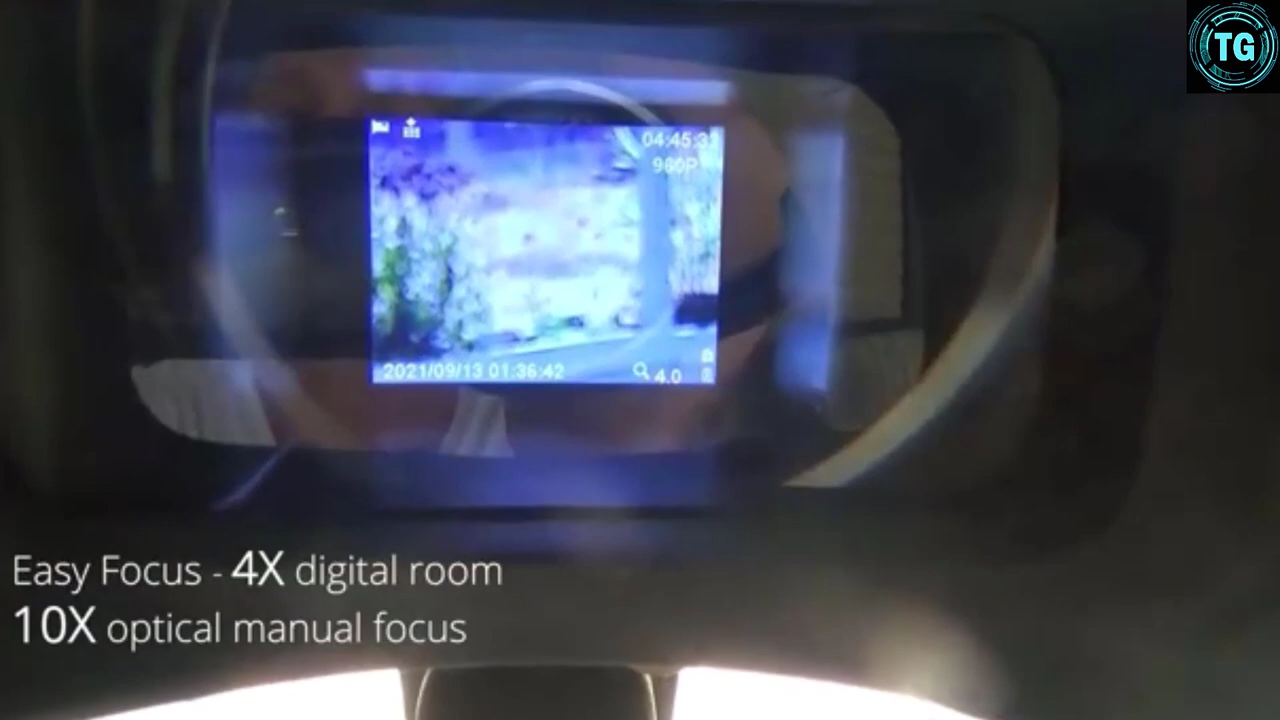 TG
04:45:3
960P
2021/09/13 01:36:42
4.0
Easy Focus - 4X digital room
10X optical manual focus